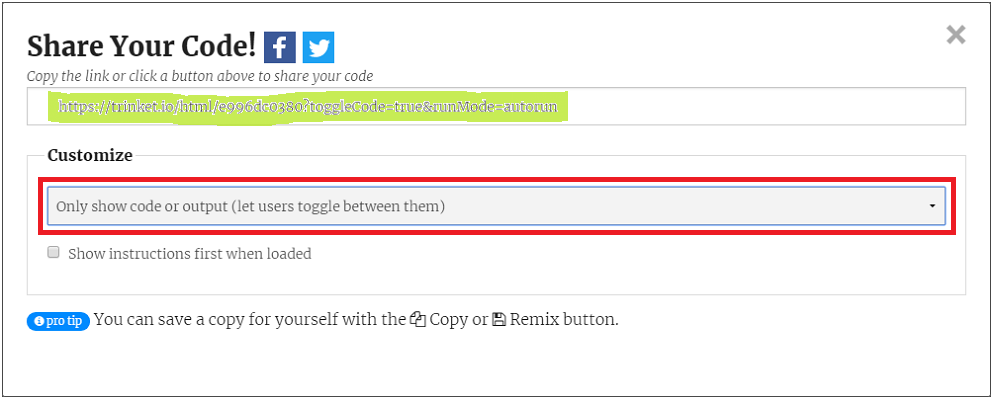 Share Your Code!
Copy the link or click a button above to share your code
https://trinket.io/html/e996dc0380?toggleCode=true&runMode=autorun
Customize
Only show code or output (let users toggle between them)
Show instructions first when loaded
pro tip You can save a copy for yourself with the Copy or Remix button.